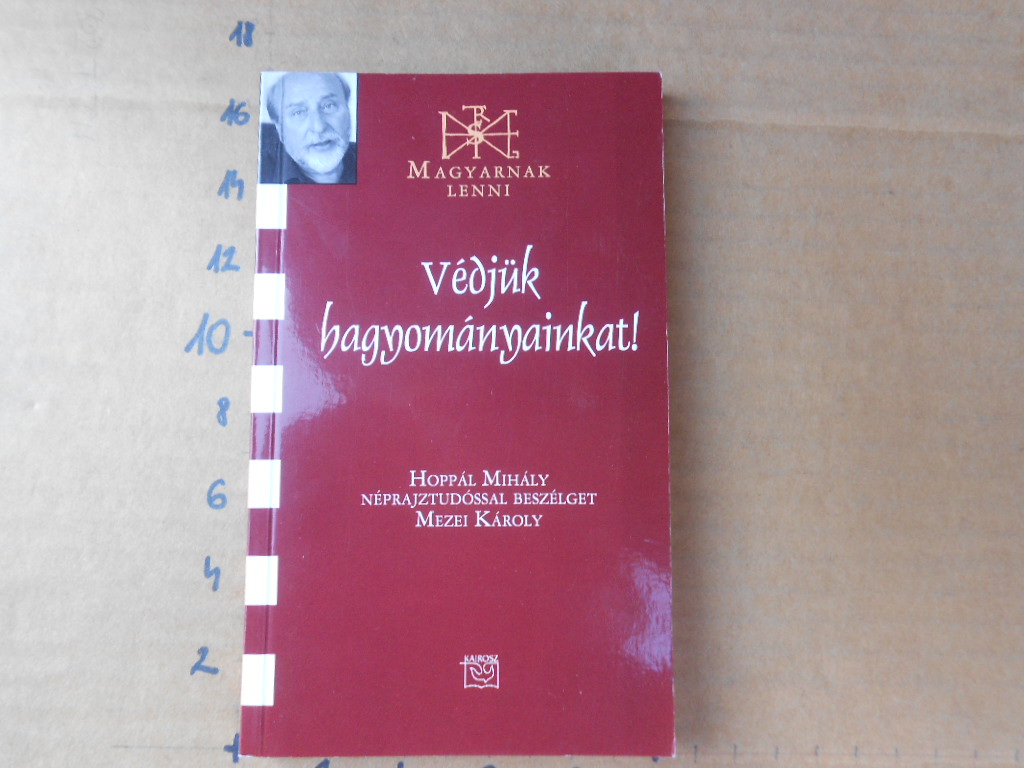 18
16
14
12
10 -
8
6
4
2
MAGYARNAK
LENNI
Védjük
hagyományainkat!
HOPPÁL MIHÁLY
NÉPRAJZTUDÓSSAL BESZÉLGET
MEZEI KÁROLY
KAIROSZ